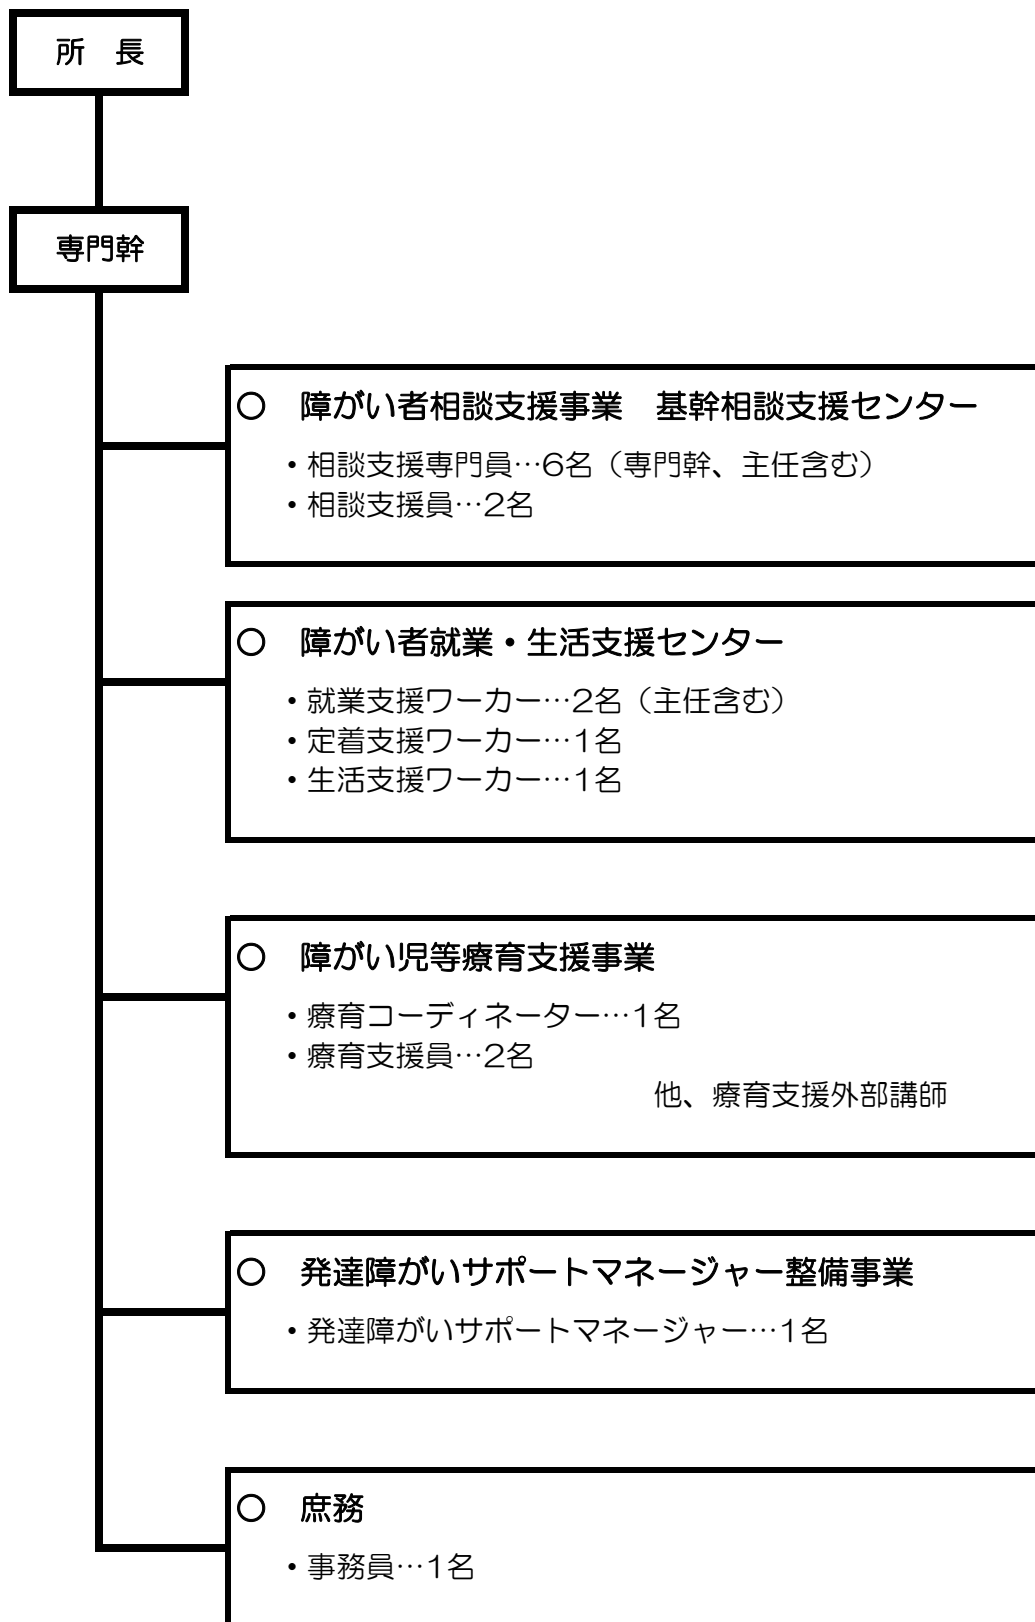 所　長
専門幹
○　障がい者相談支援事業　基幹相談支援センター
・相談支援専門員…6名（専門幹、主任含む）
・相談支援員…2名
○　障がい者就業・生活支援センター
・就業支援ワーカー…2名（主任含む）
・定着支援ワーカー…1名
・生活支援ワーカー…1名
○　障がい児等療育支援事業
・療育コーディネーター…1名
・療育支援員…2名
他、療育支援外部講師
○　発達障がいサポートマネージャー整備事業
・発達障がいサポートマネージャー…1名
○　庶務
・事務員…1名